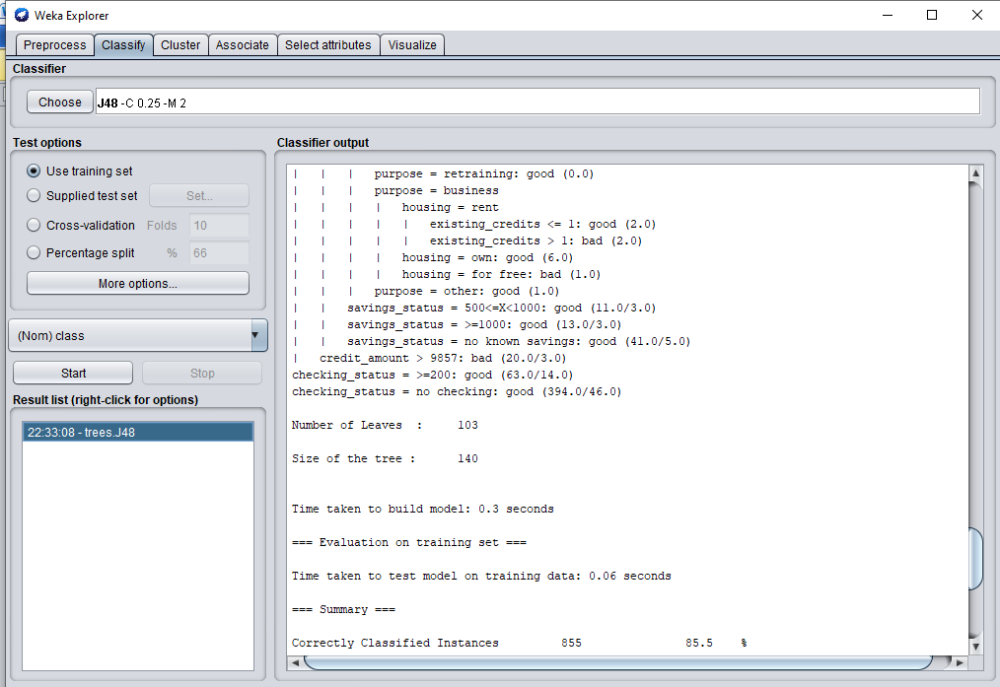 Weka Explorer
Preprocess Classify Cluster Associate Select attributes Visualize
Classifier
Choose J48 -C 0.25 -M 2
Test options
Use training set
Supplied test set Set...
Cross-validation Folds 10
Percentage split % 66
More options...
(Nom) class
Start Stop
Result list (right-click for options)
22:33:08 - trees.J48
Classifier output
| | | purpose = retraining: good (0.0)
| | | purpose = business
| | | | housing = rent
| | | | | existing_credits <= 1: good (2.0)
| | | | | existing_credits > 1: bad (2.0)
| | | | housing = own: good (6.0)
| | | | housing = for free: bad (1.0)
| | | purpose = other: good (1.0)
| | savings_status = 500<=X<1000: good (11.0/3.0)
| | savings_status = >=1000: good (13.0/3.0)
| | savings_status = no known savings: good (41.0/5.0)
| credit_amount > 9857: bad (20.0/3.0)
checking_status = >=200: good (63.0/14.0)
checking_status = no checking: good (394.0/46.0)
Number of Leaves : 103
Size of the tree : 140
Time taken to build model: 0.3 seconds
=== Evaluation on training set ===
Time taken to test model on training data: 0.06 seconds
=== Summary ===
Correctly Classified Instances 855 85.5 %